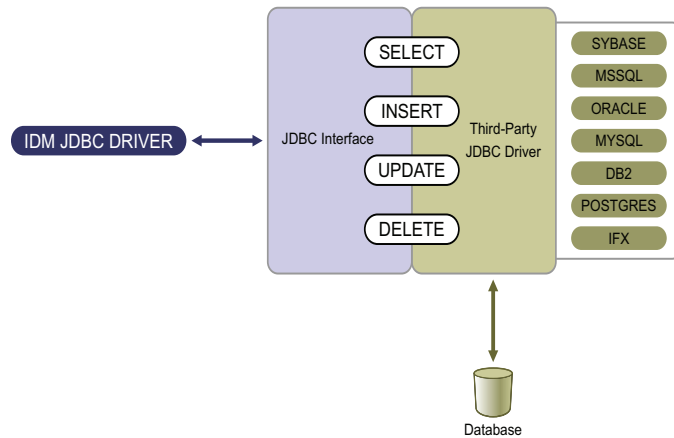 IDM JDBC DRIVER
JDBC Interface
SELECT
INSERT
UPDATE
DELETE
Third-Party
JDBC Driver
SYBASE
MSSQL
ORACLE
MYSQL
DB2
POSTGRES
IFX
Database